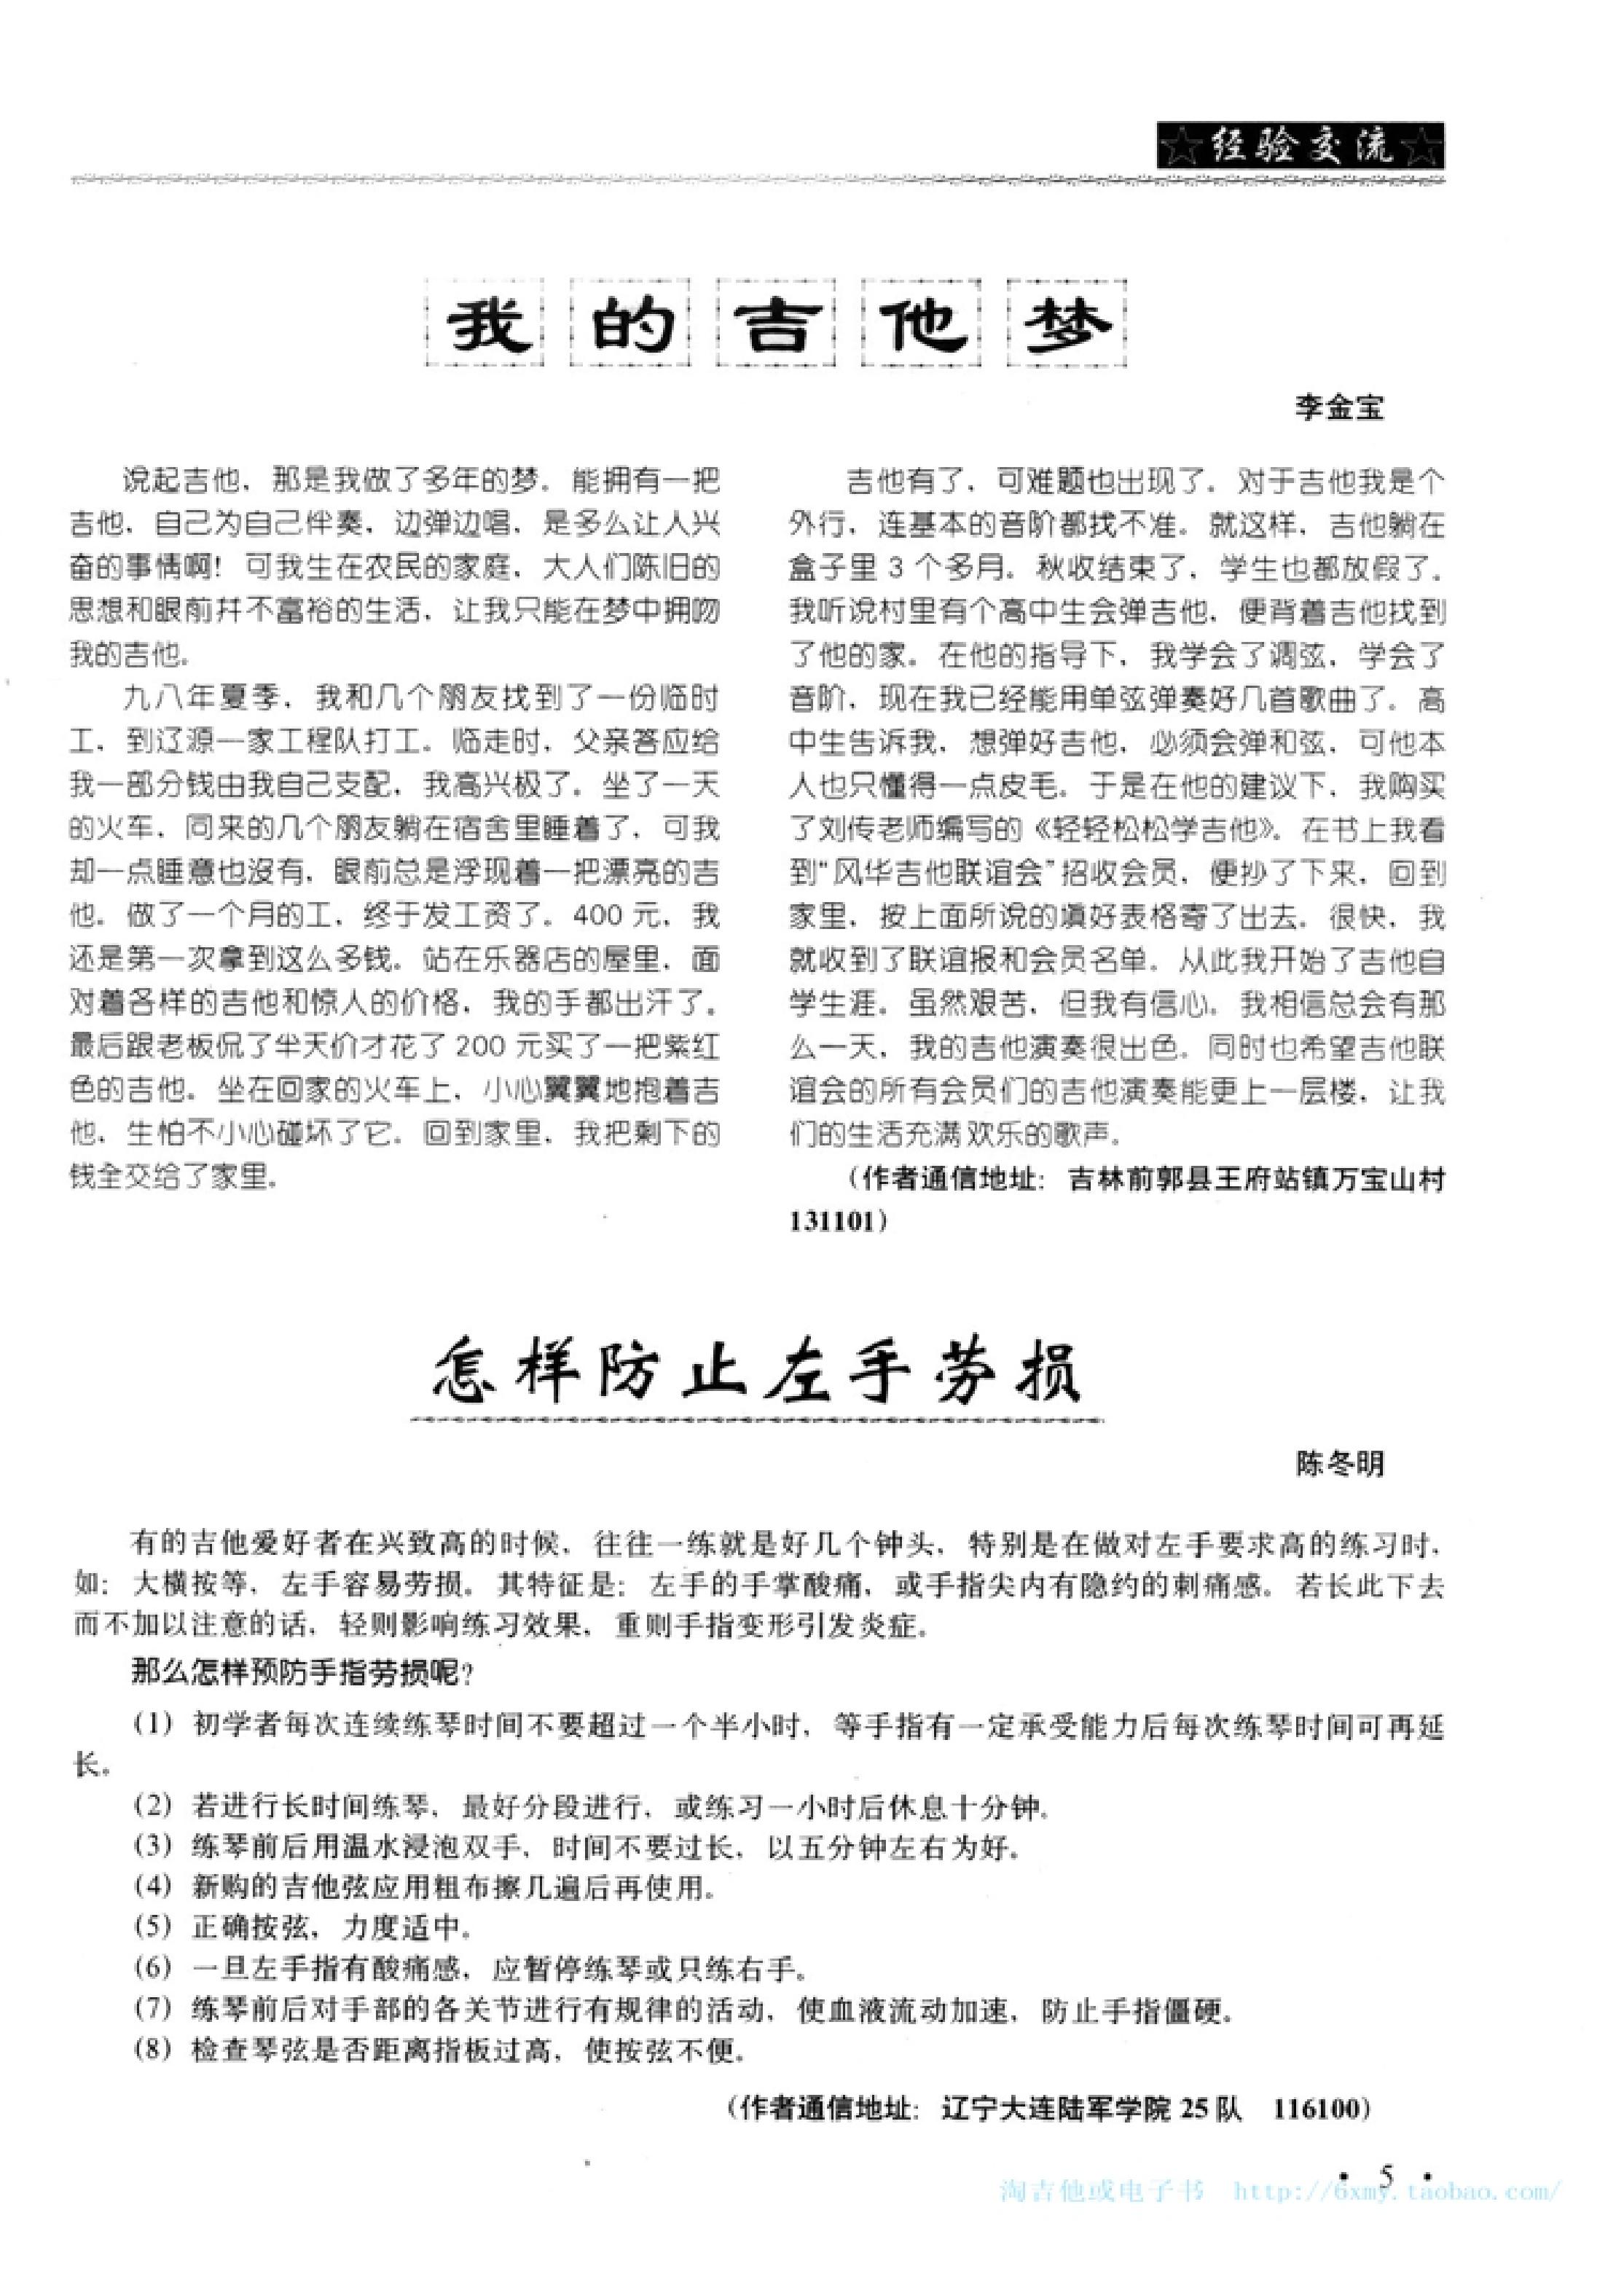 ☆经验交流☆
我的吉他梦
李金宝
说起吉他，那是我做了多年的梦。能拥有一把
吉他，自己为自己伴奏，边弹边唱，是多么让人兴
奋的事情啊！可我生在农民的家庭，大人们陈旧的
思想和眼前并不富裕的生活，让我只能在梦中拥吻
我的吉他。
九八年夏季，我和几个朋友找到了一份临时
工，到辽源一家工程队打工。临走时，父亲答应给
我一部分钱由我自己支配，我高兴极了。坐了一天
的火车，同来的几个朋友躺在宿舍里睡着了，可我
却一点睡意也没有，眼前总是浮现着一把漂亮的吉
他。做了一个月的工，终于发工资了。400 元，我
还是第一次拿到这么多钱。站在乐器店的屋里，面
对着各样的吉他和惊人的价格，我的手都出汗了。
最后跟老板侃了半天价才花了 200 元买了一把紫红
色的吉他。坐在回家的火车上，小心翼翼地抱着吉
他，生怕不小心碰坏了它。回到家里，我把剩下的
钱全交给了家里。
吉他有了，可难题也出现了。对于吉他我是个
外行，连基本的音阶都找不准。就这样，吉他躺在
盒子里 3 个多月。秋收结束了，学生也都放假了。
我听说村里有个高中生会弹吉他，便背着吉他找到
了他的家。在他的指导下，我学会了调弦，学会了
音阶，现在我已经能用单弦弹奏好几首歌曲了。高
中生告诉我，想弹好吉他，必须会弹和弦，可他本
人也只懂得一点皮毛。于是在他的建议下，我购买
了刘传老师编写的《轻轻松松学吉他》。在书上我看
到“风华吉他联谊会”招收会员，便抄了下来，回到
家里，按上面所说的填好表格寄了出去。很快，我
就收到了联谊报和会员名单。从此我开始了吉他自
学生涯。虽然艰苦，但我有信心，我相信总会有那
么一天，我的吉他演奏很出色。同时也希望吉他联
谊会的所有会员们的吉他演奏能更上一层楼，让我
们的生活充满欢乐的歌声。
（作者通信地址：吉林前郭县王府站镇万宝山村
131101）
怎样防止左手劳损
陈冬明
有的吉他爱好者在兴致高的时候，往往一练就是好几个钟头，特别是在做对左手要求高的练习时，
如：大横按等，左手容易劳损。其特征是：左手的手掌酸痛，或手指尖内有隐约的刺痛感。若长此下去
而不加以注意的话，轻则影响练习效果，重则手指变形引发炎症。
那么怎样预防手指劳损呢？
（1）初学者每次连续练琴时间不要超过一个半小时，等手指有一定承受能力后每次练琴时间可再延
长。
（2）若进行长时间练琴，最好分段进行，或练习一小时后休息十分钟。
（3）练琴前后用温水浸泡双手，时间不要过长，以五分钟左右为好。
（4）新购的吉他弦应用粗布擦几遍后再使用。
（5）正确按弦，力度适中。
（6）一旦左手指有酸痛感，应暂停练琴或只练右手。
（7）练琴前后对手部的各关节进行有规律的活动，使血液流动加速，防止手指僵硬。
（8）检查琴弦是否距离指板过高，使按弦不便。
（作者通信地址：辽宁大连陆军学院 25 队 116100）
· 5 ·
淘吉他或电子书 http://6xmy.taobao.com/